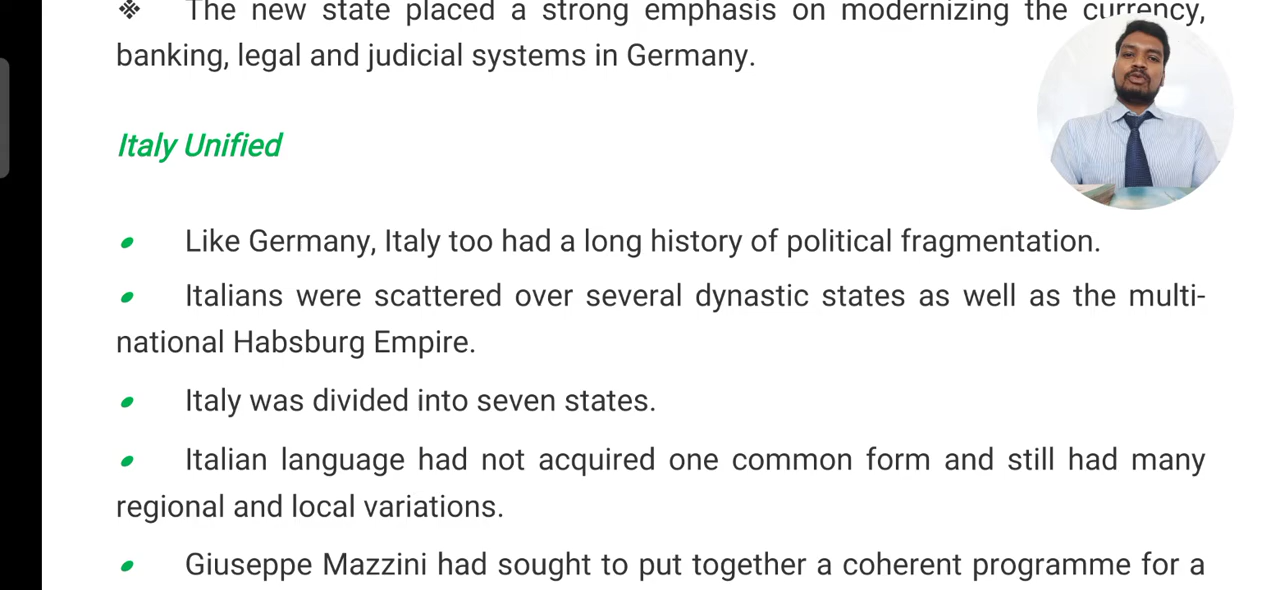 The new state placed a strong emphasis on modernizing the currency,
banking, legal and judicial systems in Germany.
Italy Unified
Like Germany, Italy too had a long history of political fragmentation.
Italians were scattered over several dynastic states as well as the multi-
national Habsburg Empire.
Italy was divided into seven states.
Italian language had not acquired one common form and still had many
regional and local variations.
Giuseppe Mazzini had sought to put together a coherent programme for a